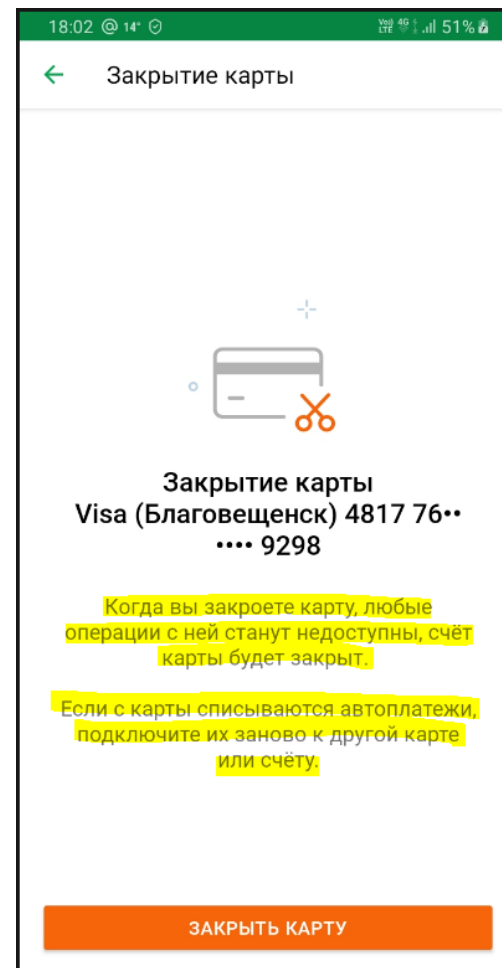 18:02 @ 14°
Vo)) LTE 4G 51%
Закрытие карты
Закрытие карты
Visa (Благовещенск) 4817 76••
•••• 9298
Когда вы закроете карту, любые
операции с ней станут недоступны, счёт
карты будет закрыт.
Если с карты списываются автоплатежи,
подключите их заново к другой карте
или счёту.
ЗАКРЫТЬ КАРТУ